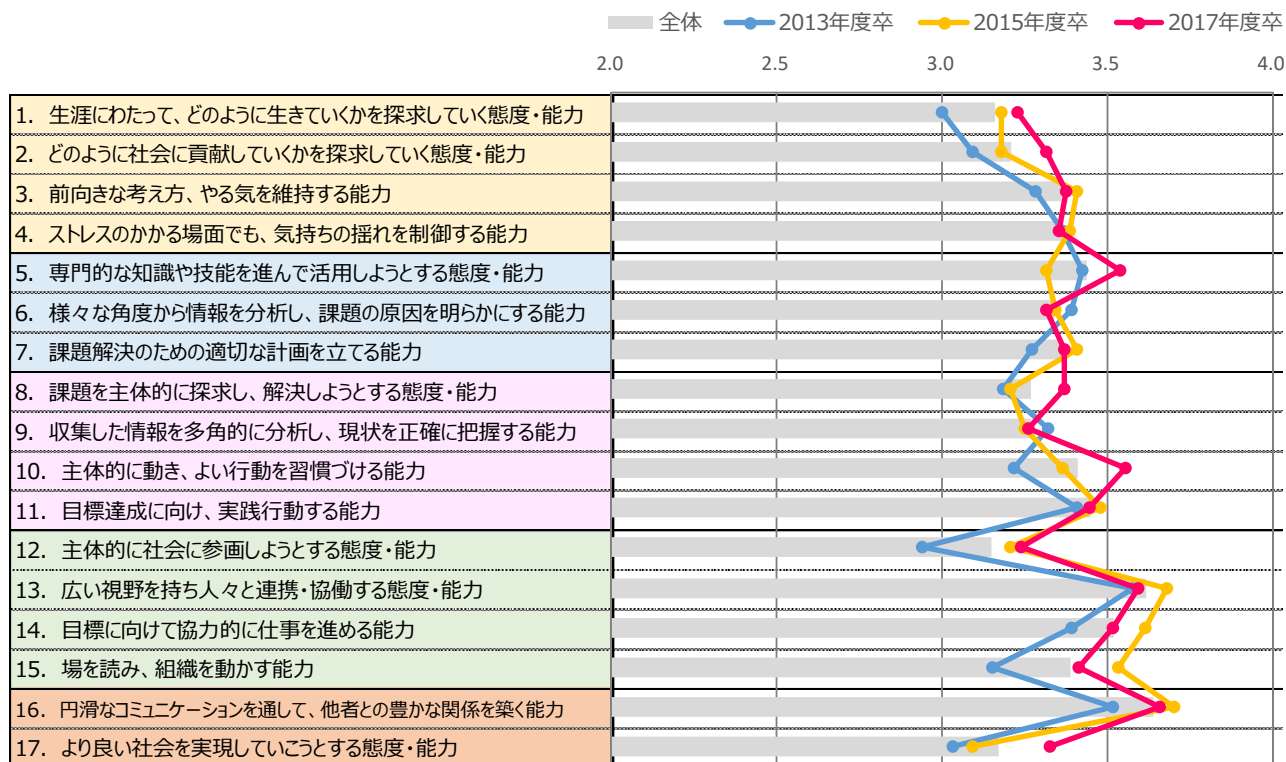 全体 2013年度卒 2015年度卒 2017年度卒
2.0 2.5 3.0 3.5 4.0
1. 生涯にわたって、どのように生きていくかを探求していく態度・能力
2. どのように社会に貢献していくかを探求していく態度・能力
3. 前向きな考え方、やる気を維持する能力
4. ストレスのかかる場面でも、気持ちの揺れを制御する能力
5. 専門的な知識や技能を進んで活用しようとする態度・能力
6. 様々な角度から情報を分析し、課題の原因を明らかにする能力
7. 課題解決のための適切な計画を立てる能力
8. 課題を主体的に探求し、解決しようとする態度・能力
9. 収集した情報を多角的に分析し、現状を正確に把握する能力
10. 主体的に動き、よい行動を習慣づける能力
11. 目標達成に向け、実践行動する能力
12. 主体的に社会に参画しようとする態度・能力
13. 広い視野を持ち人々と連携・協働する態度・能力
14. 目標に向けて協力的に仕事を進める能力
15. 場を読み、組織を動かす能力
16. 円滑なコミュニケーションを通して、他者との豊かな関係を築く能力
17. より良い社会を実現していこうとする態度・能力